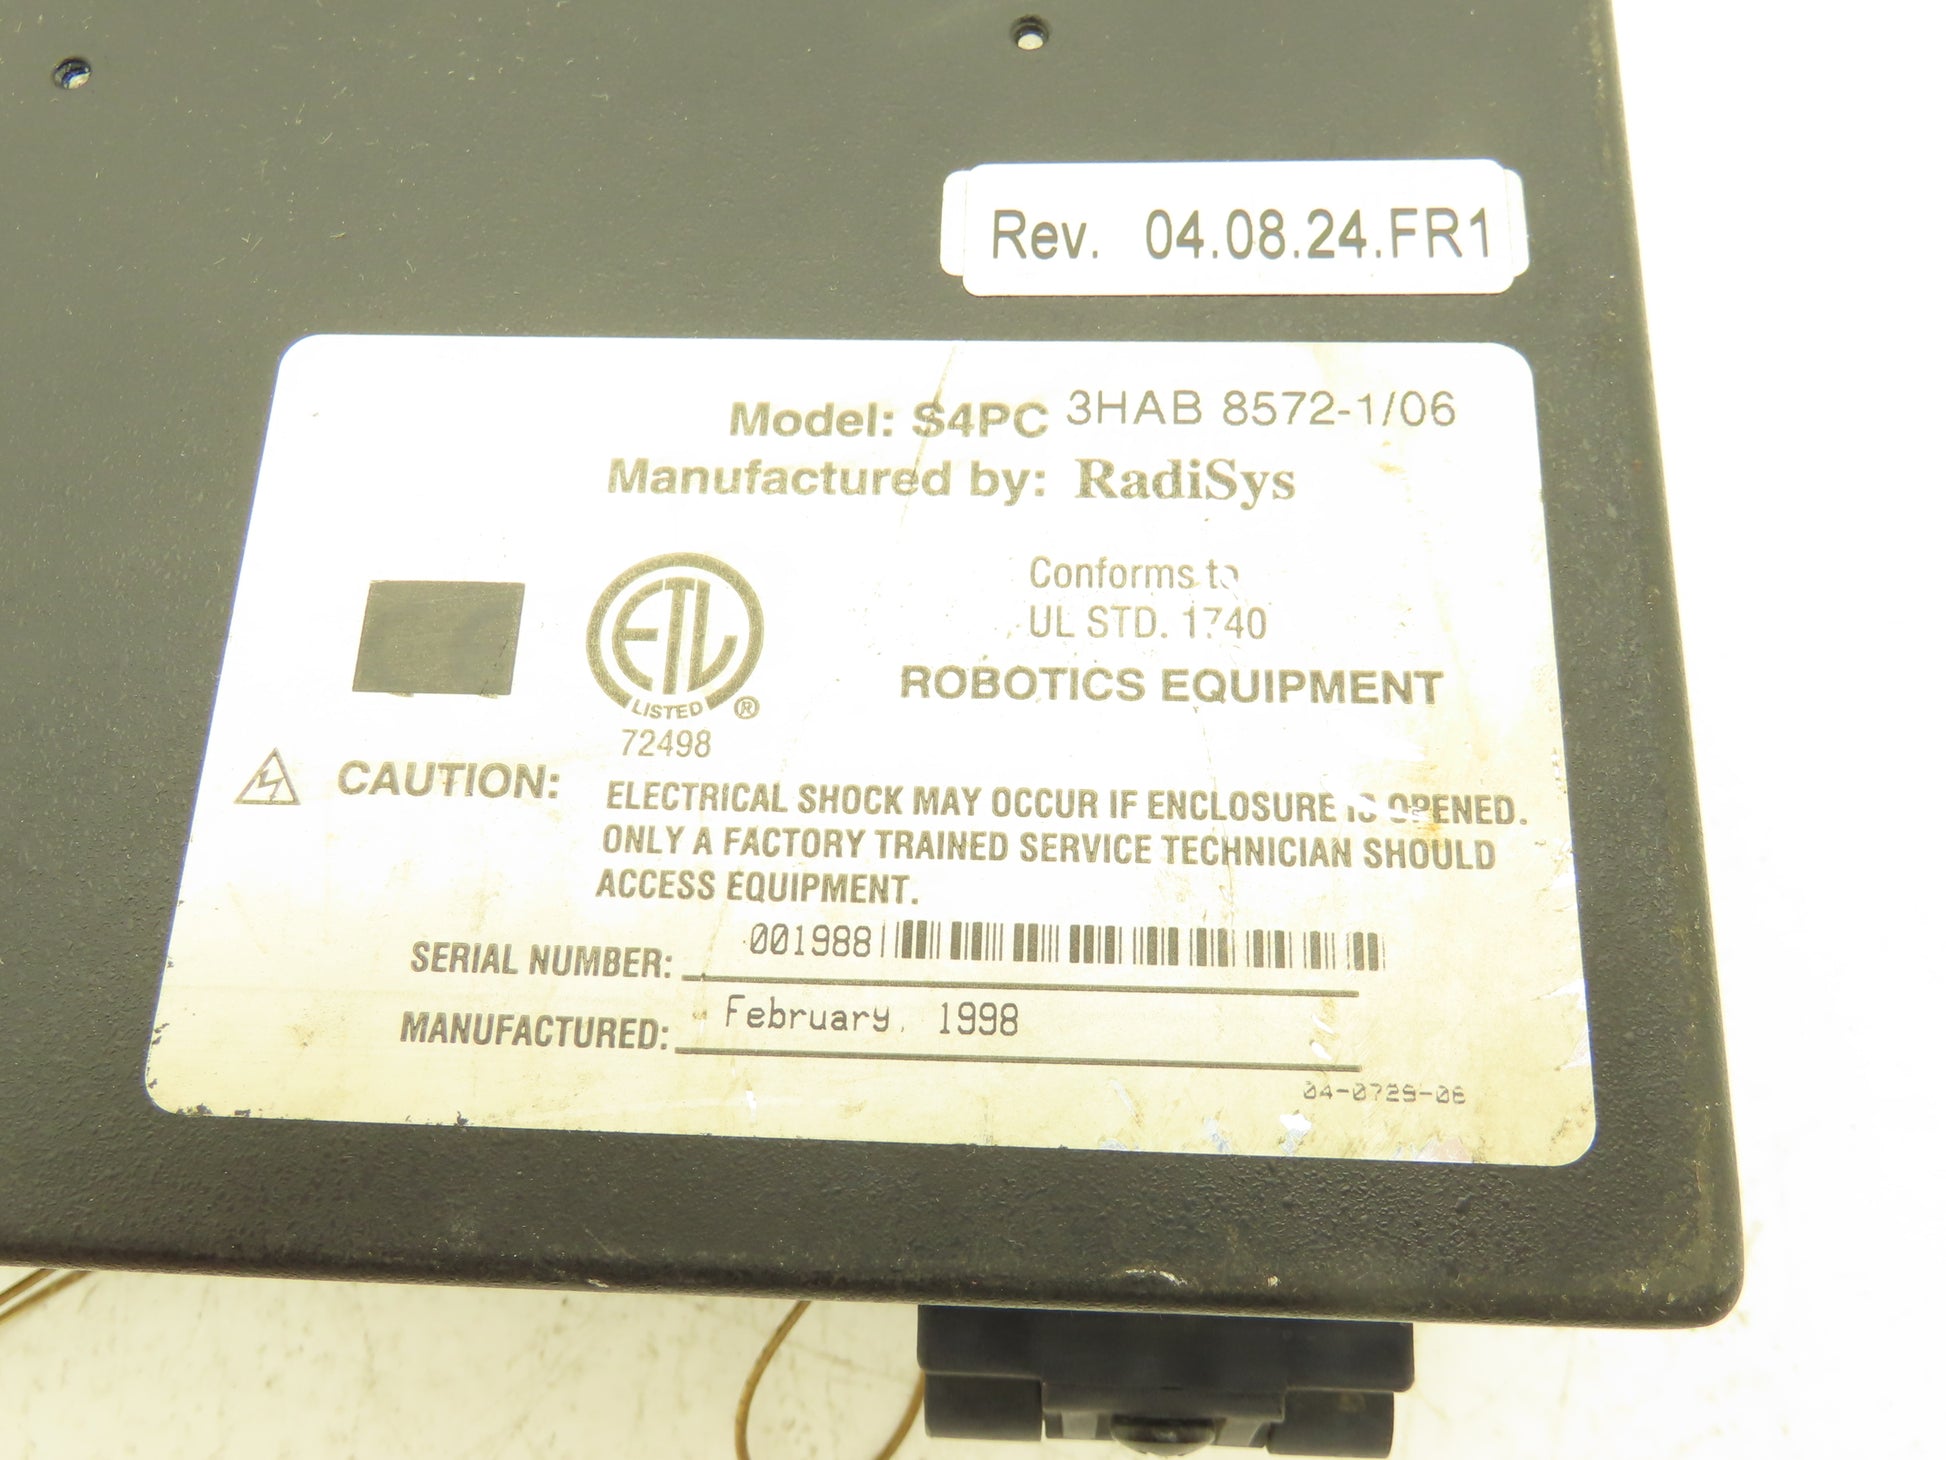 Rev. 04.08.24.FR1
Model: S4PC 3HAB 8572-1/06
Manufactured by: RadiSys
ETL
LISTED ®
72498
Conforms to
UL STD. 1740
ROBOTICS EQUIPMENT
CAUTION: ELECTRICAL SHOCK MAY OCCUR IF ENCLOSURE IS OPENED.
ONLY A FACTORY TRAINED SERVICE TECHNICIAN SHOULD
ACCESS EQUIPMENT.
SERIAL NUMBER: 001988
MANUFACTURED: February, 1998
04-0729-06